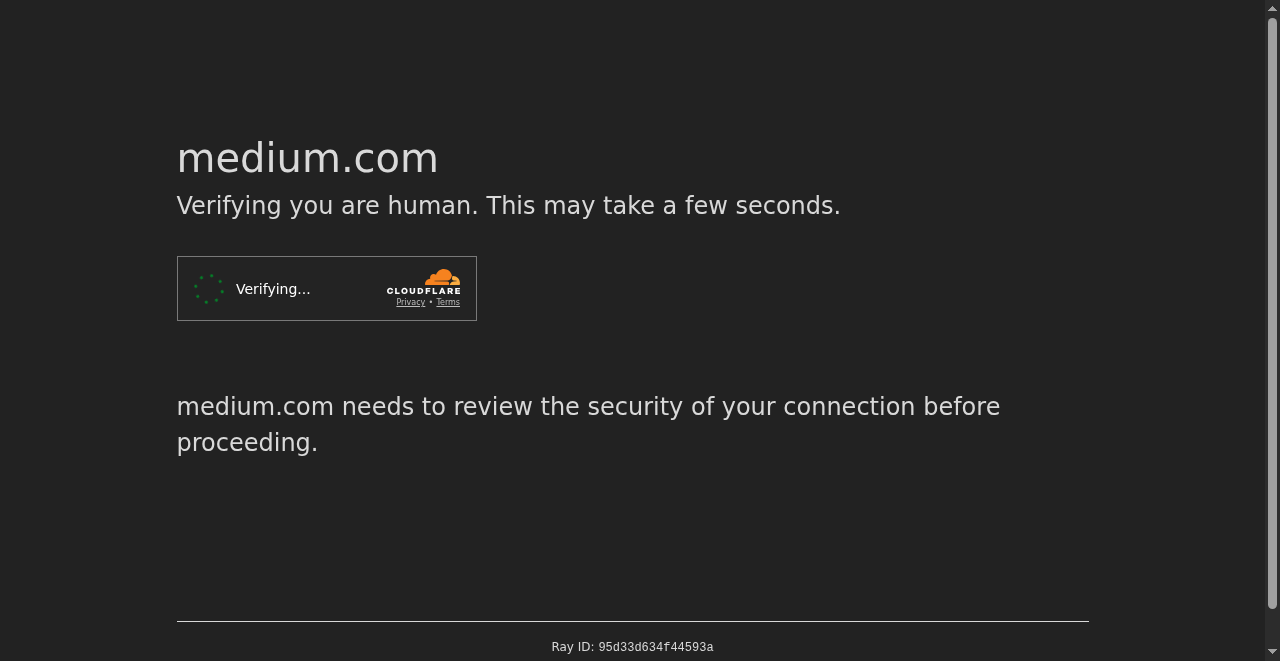 medium.com
Verifying you are human. This may take a few seconds.
Verifying...
CLOUDFLARE
Privacy • Terms
medium.com needs to review the security of your connection before
proceeding.
Ray ID: 95d33d634f44593a